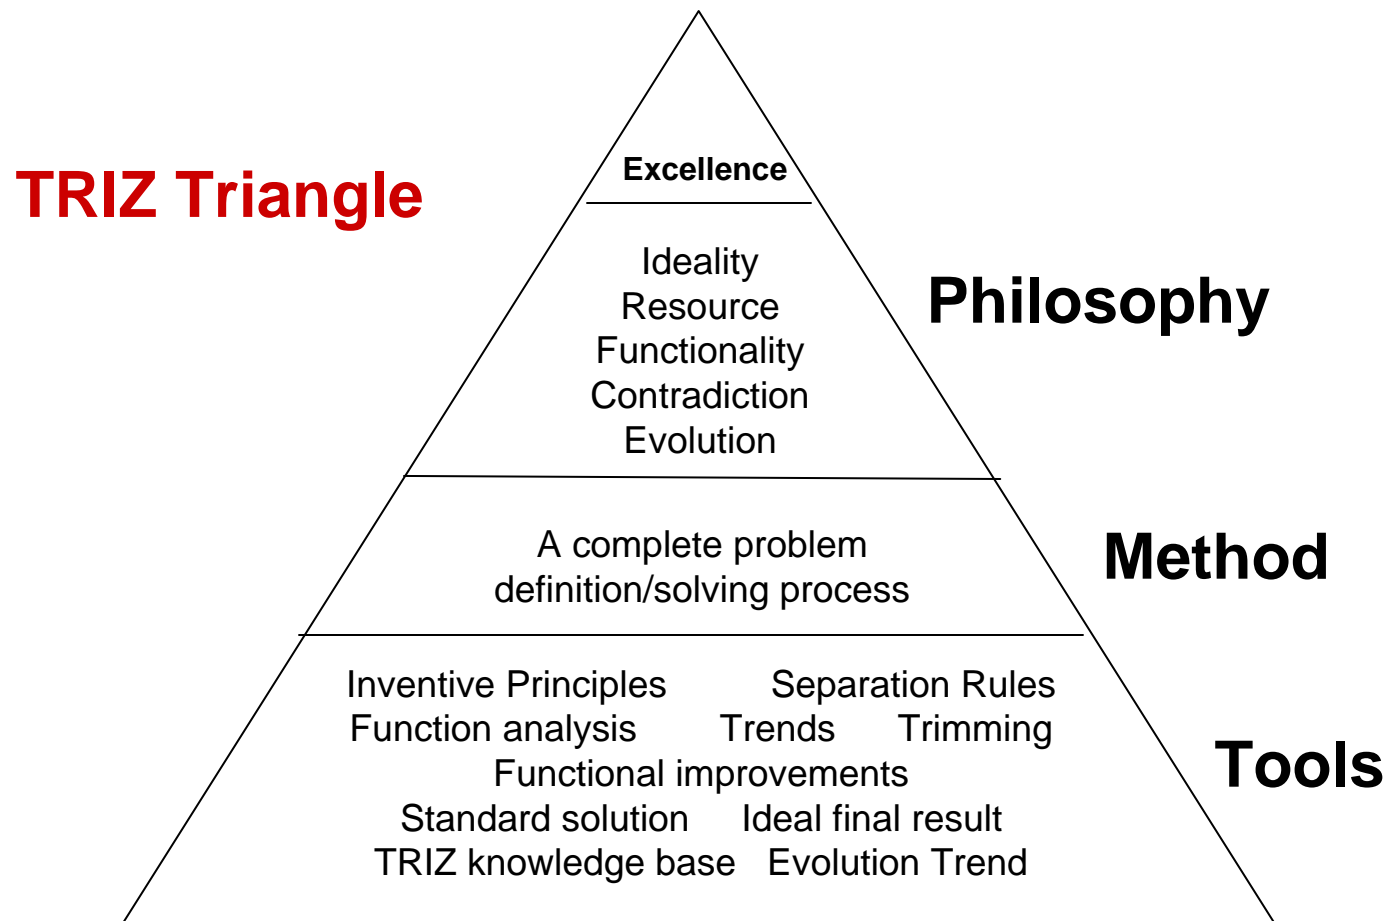 Excellence
TRIZ Triangle
Ideality
Resource
Functionality
Contradiction
Evolution
Philosophy
A complete problem
definition/solving process
Method
Inventive Principles Separation Rules
Function analysis Trends Trimming
Functional improvements
Standard solution Ideal final result
TRIZ knowledge base Evolution Trend
Tools